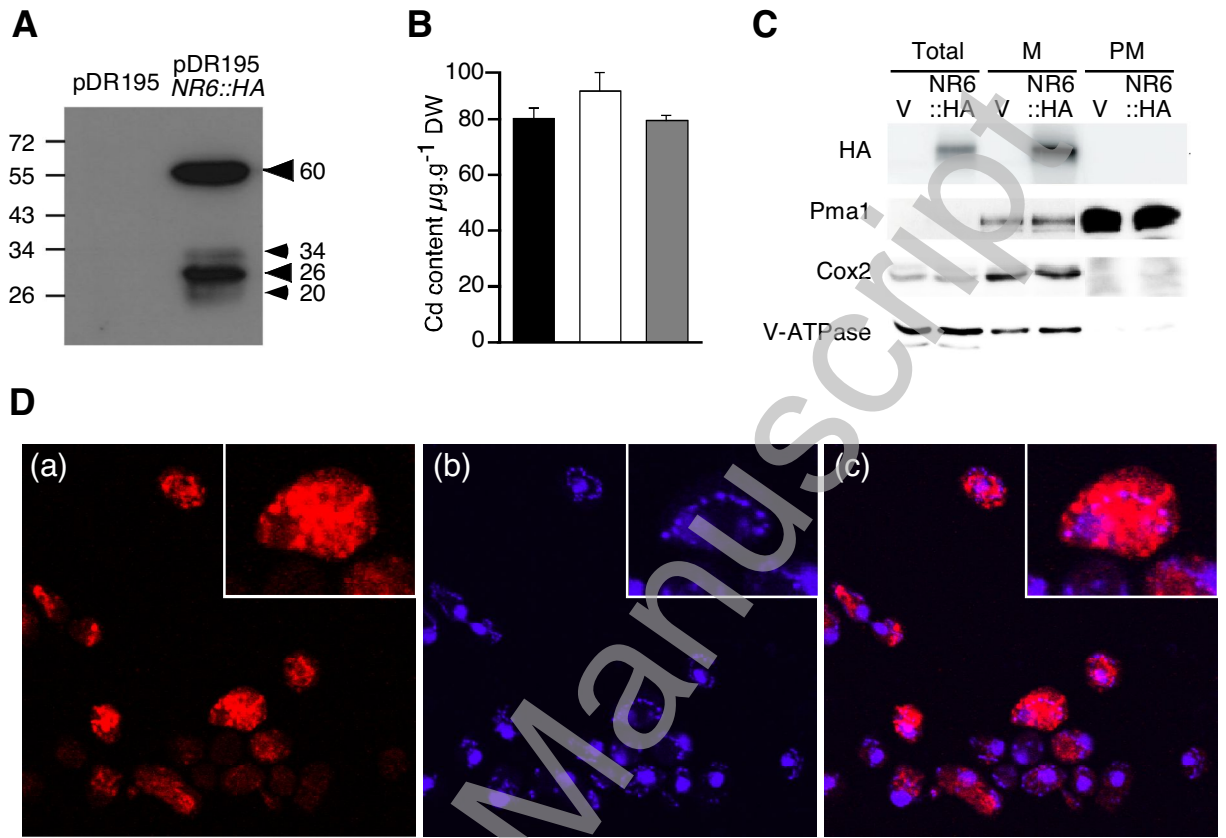 A
B
C
pDR195
pDR195
NR6::HA
72
55
43
34
26
60
34
26
20
Cd content µg.g⁻¹ DW
100
80
60
40
20
0
Total M PM
V NR6 ::HA V NR6 ::HA V NR6 ::HA
HA
Pma1
Cox2
V-ATPase
D
(a)
(b)
(c)
Manuscript